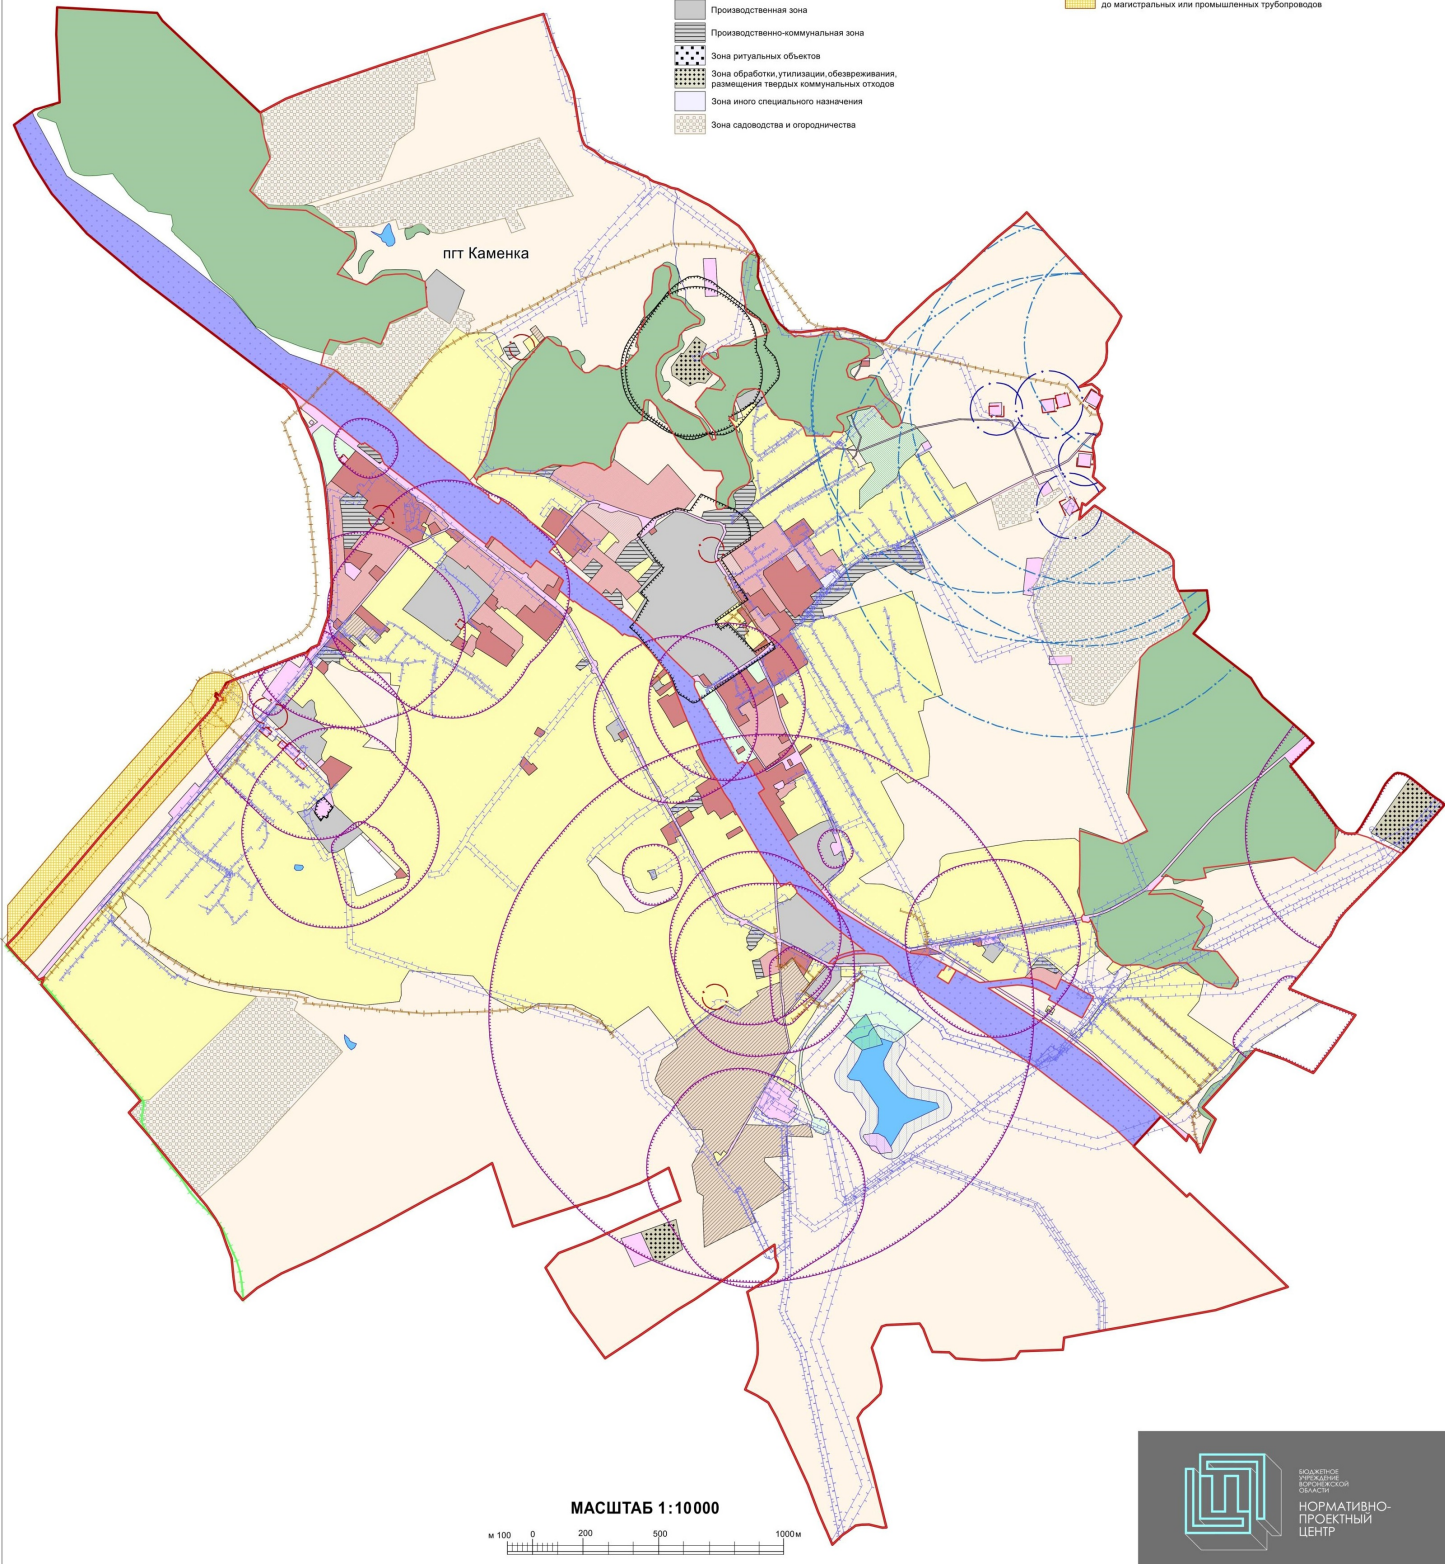 Производственная зона
Производственно-коммунальная зона
Зона ритуальных объектов
Зона обработки, утилизации, обезвреживания,
размещения твердых коммунальных отходов
Зона иного специального назначения
Зона садоводства и огородничества
до магистральных или промышленных трубопроводов
пгт Каменка
МАСШТАБ 1:10000
м 100 0 200 500 1000м
БЮДЖЕТНОЕ
УЧРЕЖДЕНИЕ
ВОРОНЕЖСКОЙ
ОБЛАСТИ
НОРМАТИВНО-
ПРОЕКТНЫЙ
ЦЕНТР